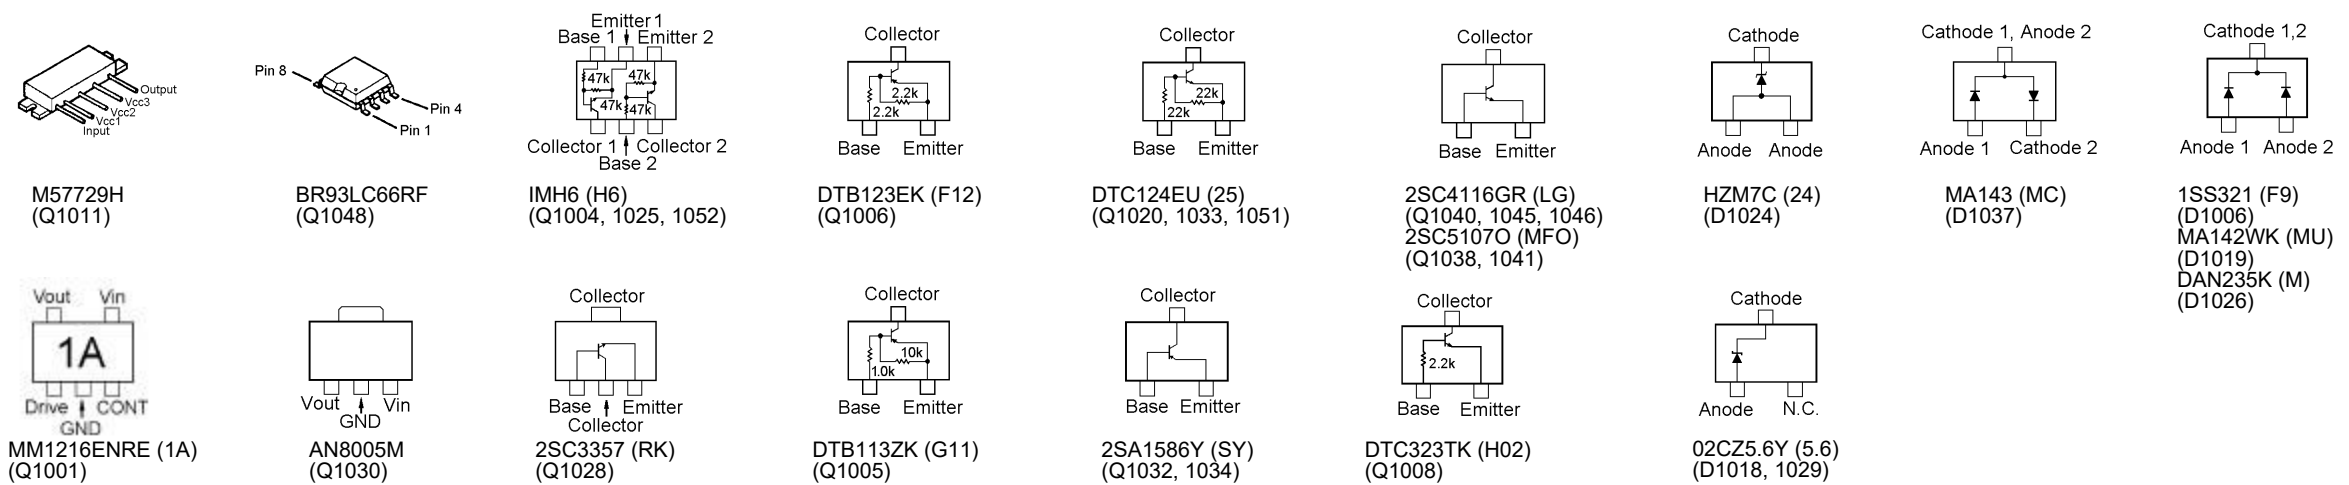 Output
Vcc3
Vcc2
Vcc1
Input
M57729H
(Q1011)
Pin 8
Pin 4
Pin 1
BR93LC66RF
(Q1048)
Emitter 1
Base 1
Emitter 2
47k
47k
47k
47k
Collector 1
Collector 2
Base 2
IMH6 (H6)
(Q1004, 1025, 1052)
Collector
2.2k
2.2k
Base
Emitter
DTB123EK (F12)
(Q1006)
Collector
22k
22k
Base
Emitter
DTC124EU (25)
(Q1020, 1033, 1051)
Collector
Base
Emitter
2SC4116GR (LG)
(Q1040, 1045, 1046)
2SC5107O (MFO)
(Q1038, 1041)
Cathode
Anode
Anode
HZM7C (24)
(D1024)
Cathode 1, Anode 2
Anode 1
Cathode 2
MA143 (MC)
(D1037)
Cathode 1,2
Anode 1
Anode 2
1SS321 (F9)
(D1006)
MA142WK (MU)
(D1019)
DAN235K (M)
(D1026)
Vout
Vin
1A
Drive
CONT
GND
MM1216ENRE (1A)
(Q1001)
Vout
Vin
GND
AN8005M
(Q1030)
Collector
Base
Emitter
Collector
2SC3357 (RK)
(Q1028)
Collector
10k
1.0k
Base
Emitter
DTB113ZK (G11)
(Q1005)
Collector
Base
Emitter
2SA1586Y (SY)
(Q1032, 1034)
Collector
2.2k
Base
Emitter
DTC323TK (H02)
(Q1008)
Cathode
Anode
N.C.
02CZ5.6Y (5.6)
(D1018, 1029)